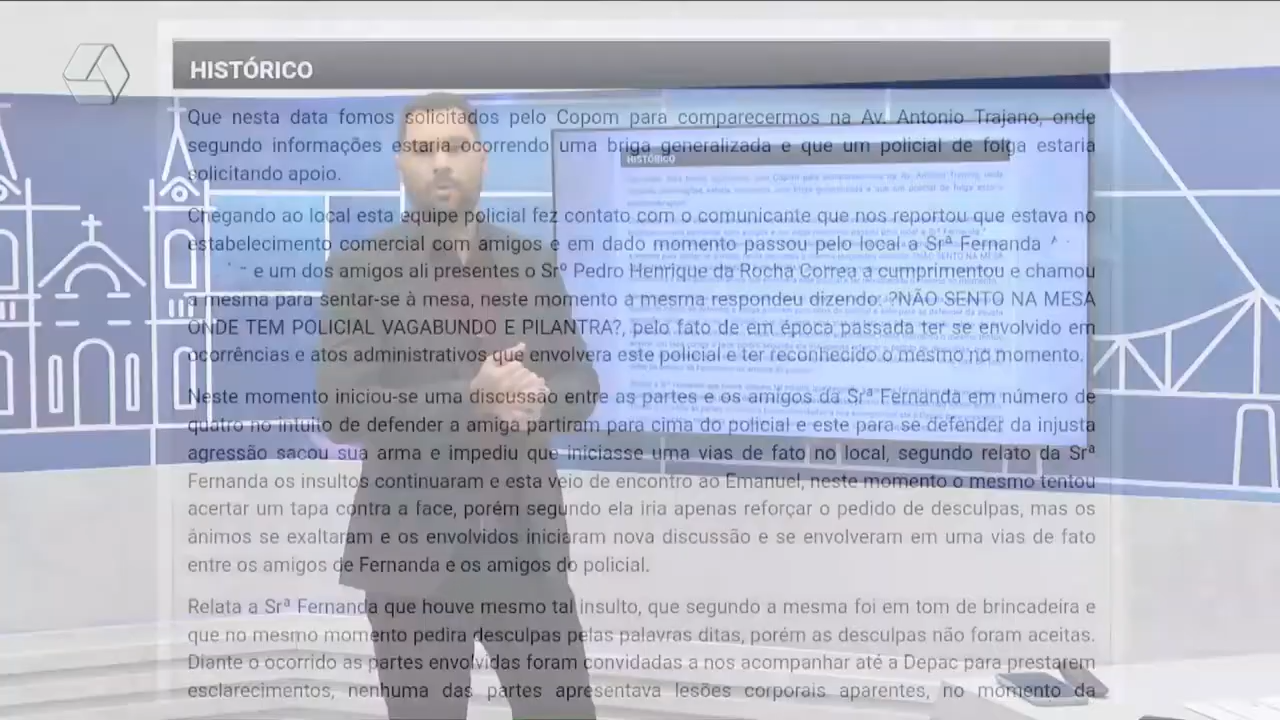 HISTÓRICO
Que nesta data fomos solicitados pelo Copom para comparecermos na Av. Antonio Trajano, onde
segundo informações estaria ocorrendo uma briga generalizada e que um policial de folga estaria
solicitando apoio.
Chegando ao local esta equipe policial fez contato com o comunicante que nos reportou que estava no
estabelecimento comercial com amigos e em dado momento passou pelo local a Srª Fernanda
e um dos amigos ali presentes o Srº Pedro Henrique da Rocha Correa a cumprimentou e chamou
a mesma para sentar-se à mesa, neste momento a mesma respondeu dizendo: ?NÃO SENTO NA MESA
ONDE TEM POLICIAL VAGABUNDO E PILANTRA?, pelo fato de em época passada ter se envolvido em
ocorrências e atos administrativos que envolvera este policial e ter reconhecido o mesmo no momento.
Neste momento iniciou-se uma discussão entre as partes e os amigos da Srª Fernanda em número de
quatro no intuito de defender a amiga partiram para cima do policial e este para se defender da injusta
agressão sacou sua arma e impediu que iniciasse uma vias de fato no local, segundo relato da Srª
Fernanda os insultos continuaram e esta veio de encontro ao Emanuel, neste momento o mesmo tentou
acertar um tapa contra a face, porém segundo ela iria apenas reforçar o pedido de desculpas, mas os
ânimos se exaltaram e os envolvidos iniciaram nova discussão e se envolveram em uma vias de fato
entre os amigos de Fernanda e os amigos do policial.
Relata a Srª Fernanda que houve mesmo tal insulto, que segundo a mesma foi em tom de brincadeira e
que no mesmo momento pedira desculpas pelas palavras ditas, porém as desculpas não foram aceitas.
Diante o ocorrido as partes envolvidas foram convidadas a nos acompanhar até a Depac para prestarem
esclarecimentos, nenhuma das partes apresentava lesões corporais aparentes, no momento da
HISTÓRICO